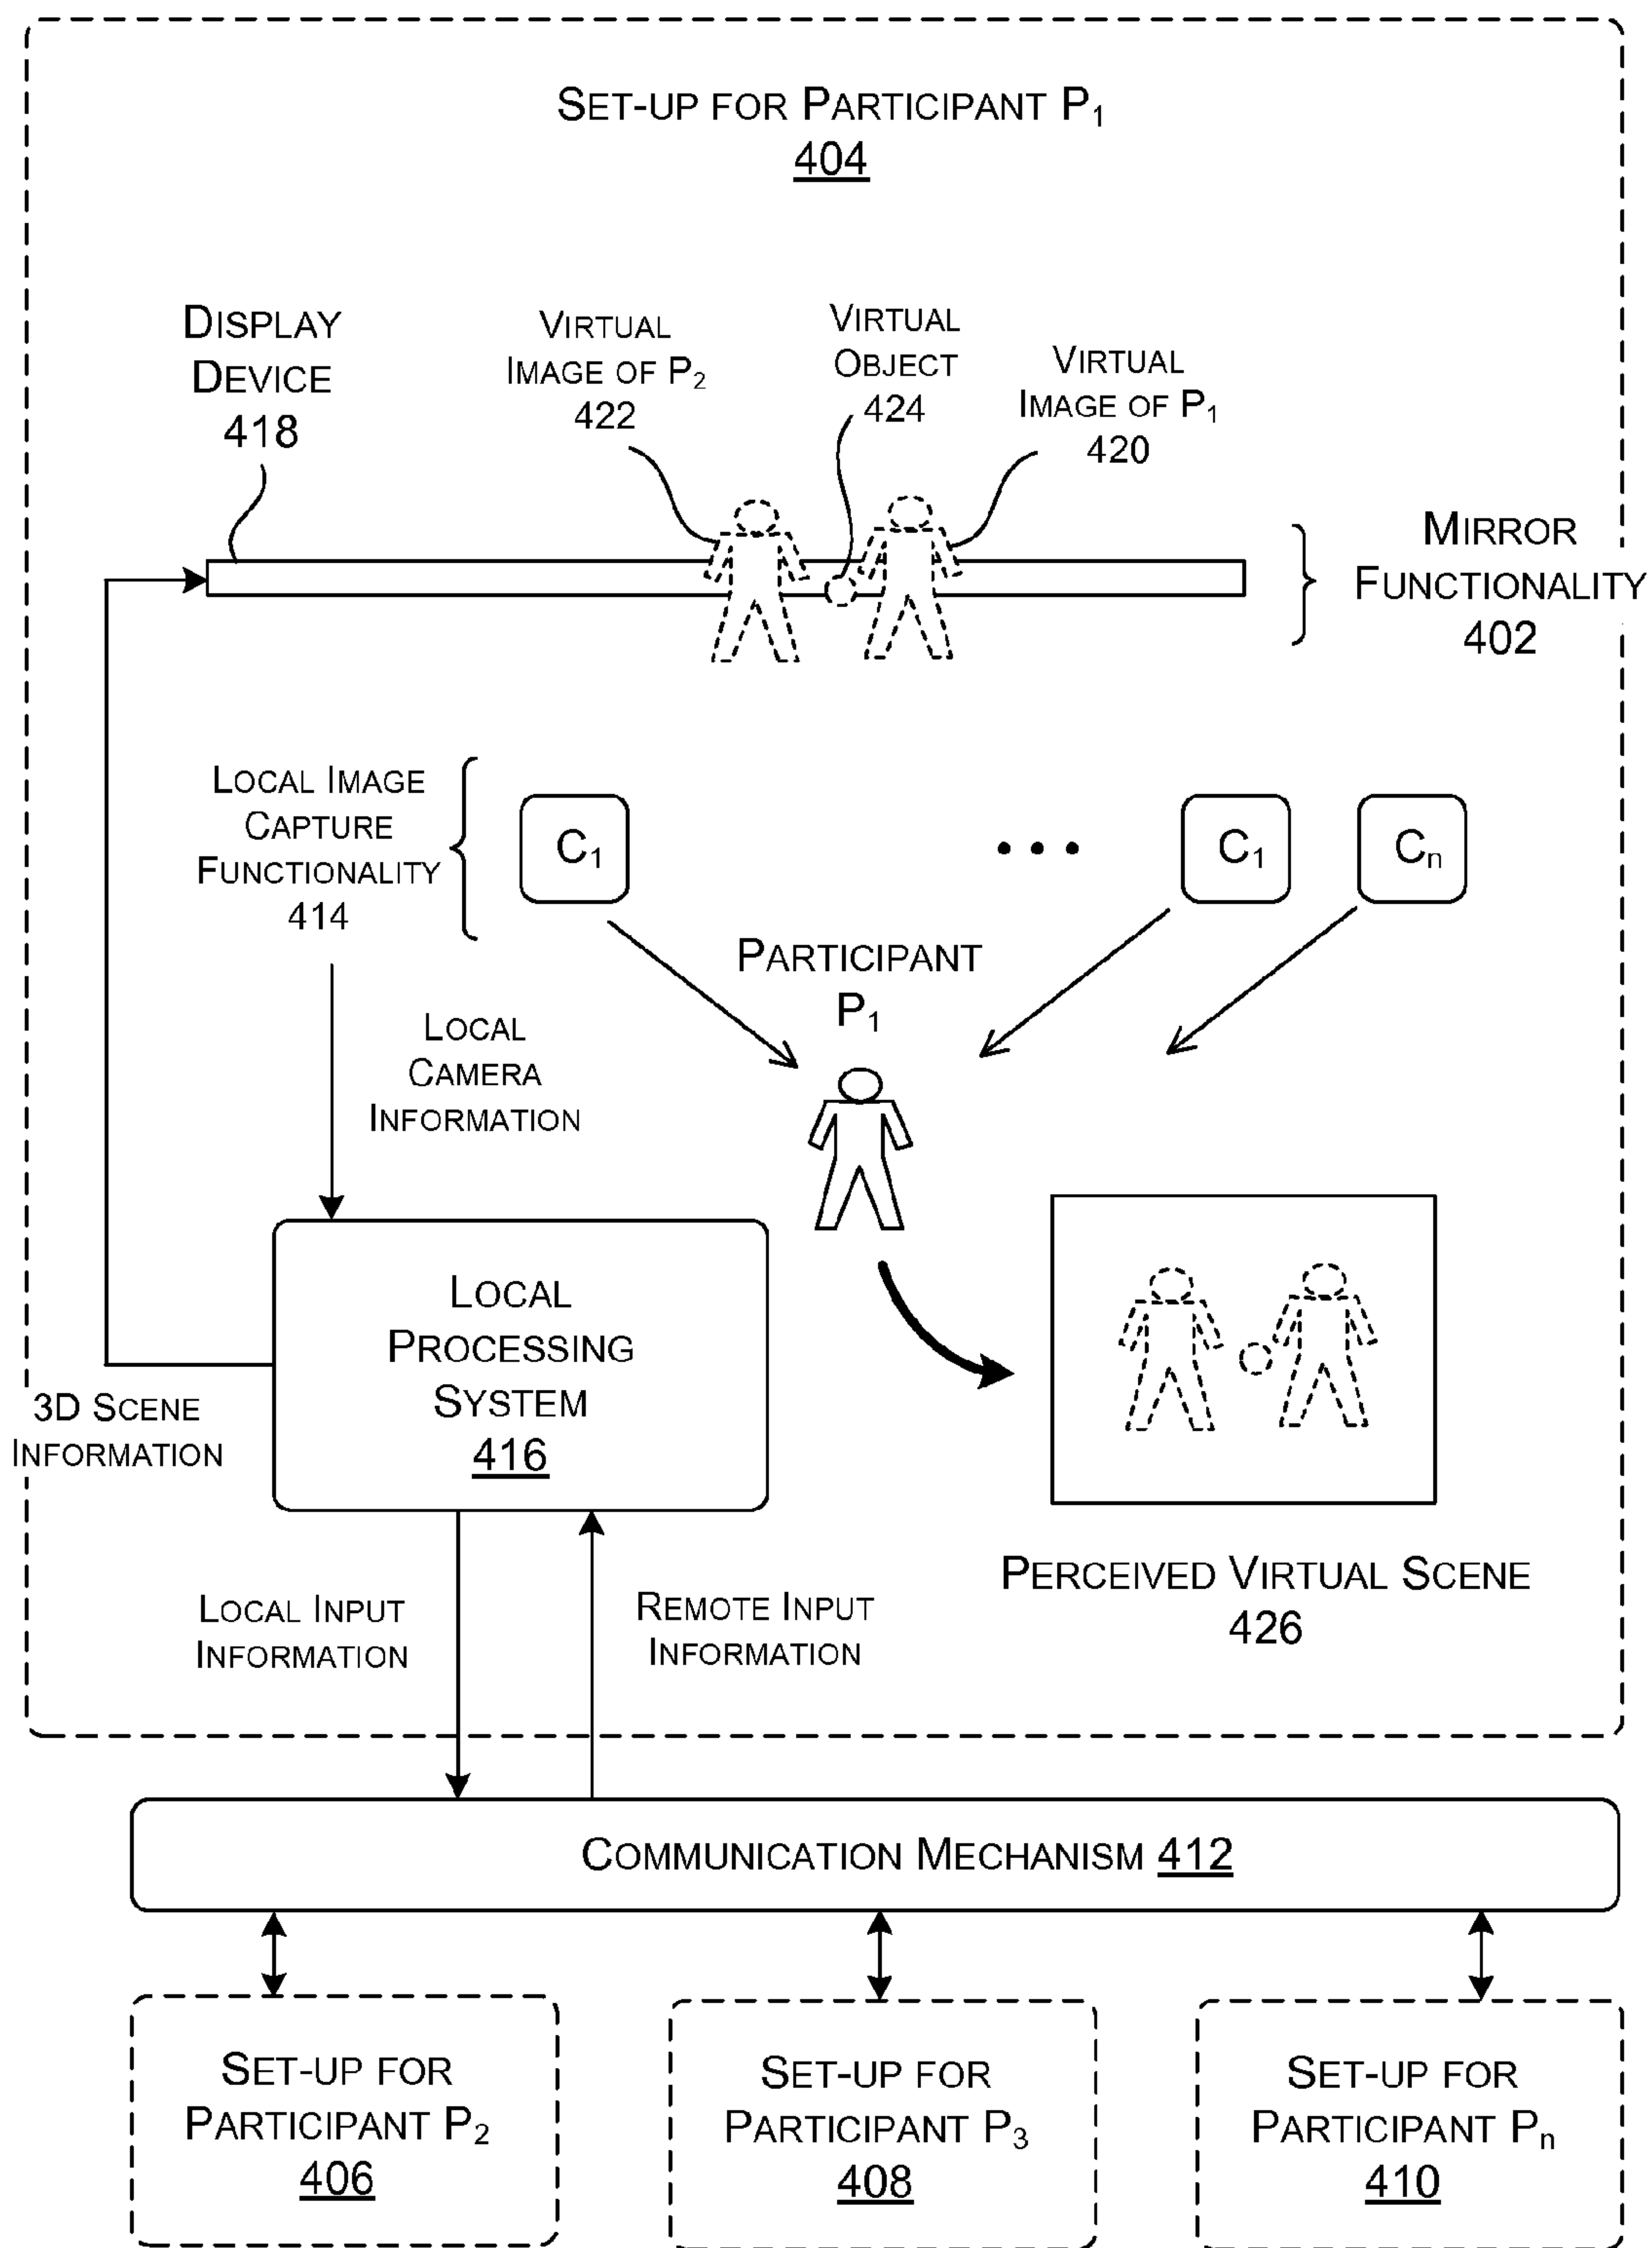 SET-UP FOR PARTICIPANT P1
404
DISPLAY
DEVICE
418
VIRTUAL
IMAGE OF P2
422
VIRTUAL
OBJECT
424
VIRTUAL
IMAGE OF P1
420
MIRROR
FUNCTIONALITY
402
LOCAL IMAGE
CAPTURE
FUNCTIONALITY
414
C1
C1
Cn
PARTICIPANT
P1
LOCAL
CAMERA
INFORMATION
LOCAL
PROCESSING
SYSTEM
416
3D SCENE
INFORMATION
PERCEIVED VIRTUAL SCENE
426
LOCAL INPUT
INFORMATION
REMOTE INPUT
INFORMATION
COMMUNICATION MECHANISM 412
SET-UP FOR
PARTICIPANT P2
406
SET-UP FOR
PARTICIPANT P3
408
SET-UP FOR
PARTICIPANT Pn
410